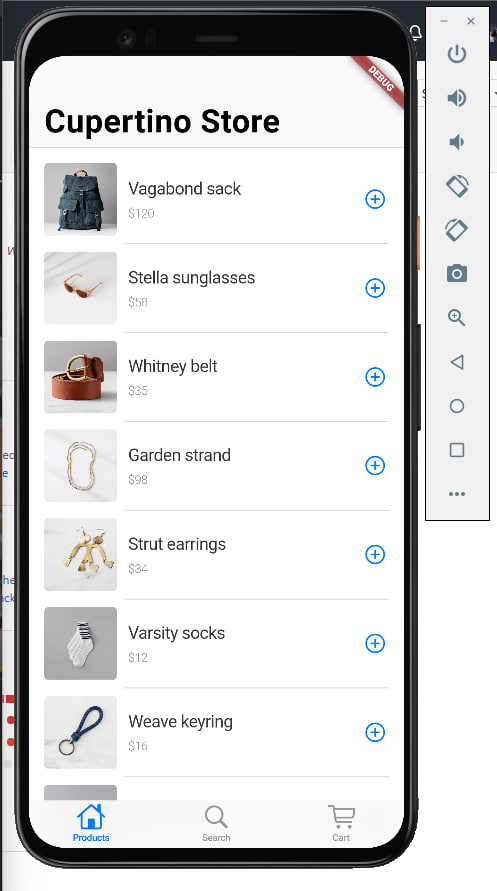 DEBUG
Cupertino Store
Vagabond sack
$120
Stella sunglasses
$58
Whitney belt
$35
Garden strand
$98
Strut earrings
$34
Varsity socks
$12
Weave keyring
$16
Products
Search
Cart